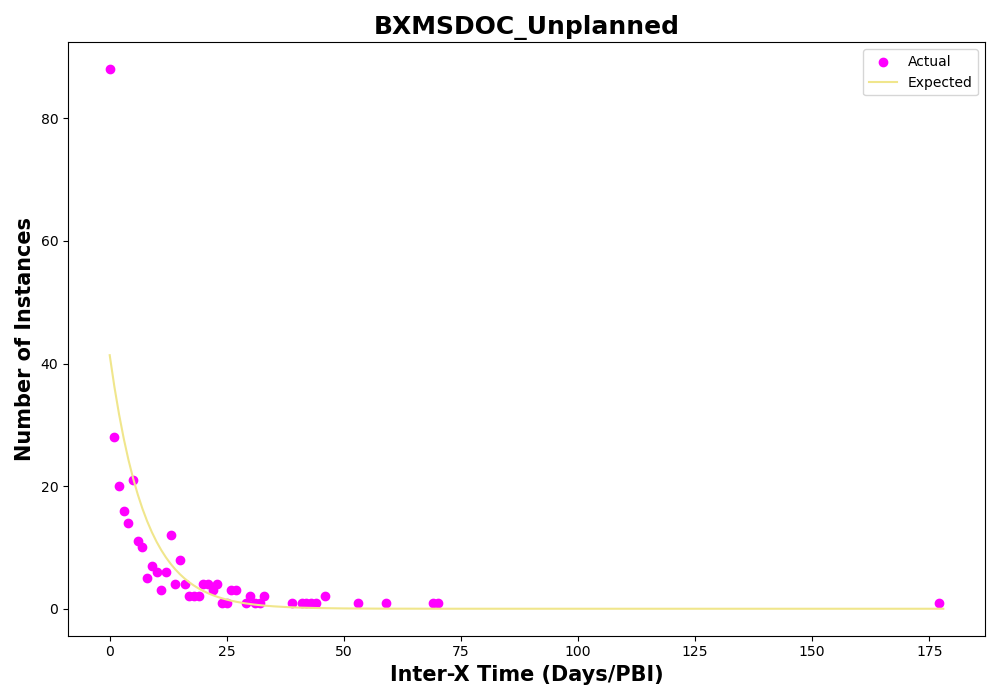 BXMSDOC_Unplanned
Actual
Expected
Number of Instances
80
60
40
20
0
0 25 50 75 100 125 150 175
Inter-X Time (Days/PBI)